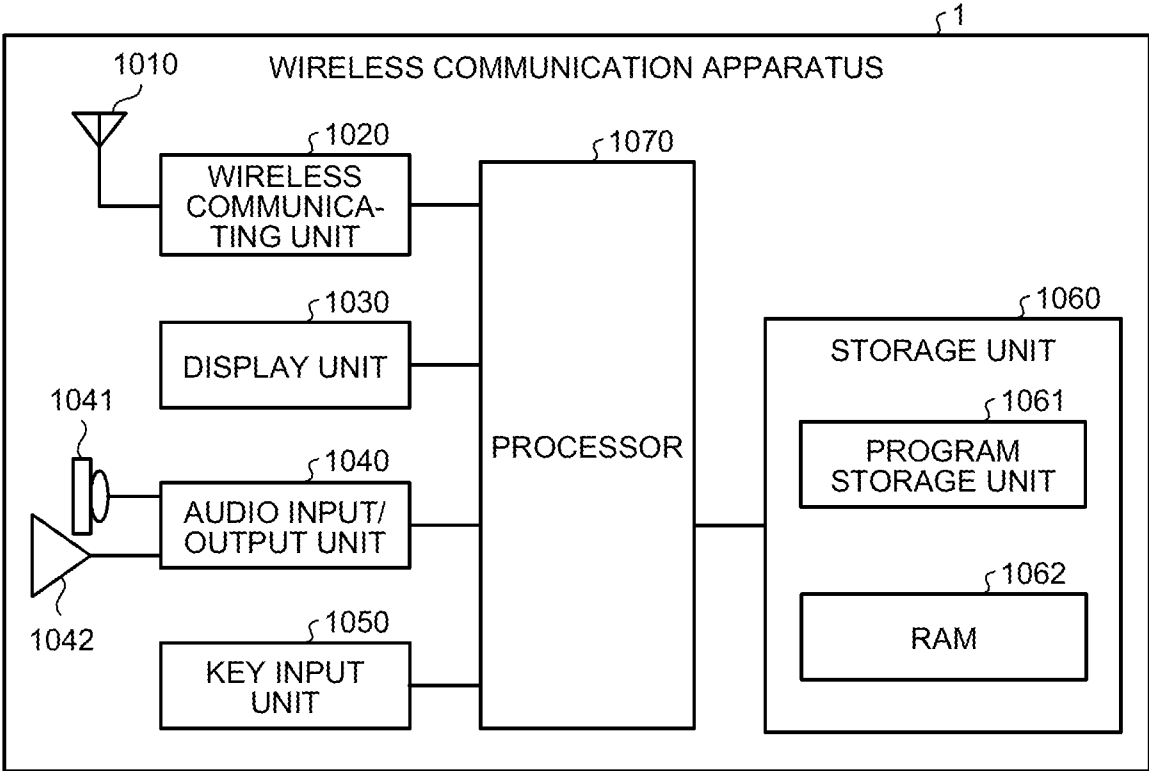 1
WIRELESS COMMUNICATION APPARATUS
1010
1020
WIRELESS
COMMUNICA-
TING UNIT
1030
DISPLAY UNIT
1041
1040
AUDIO INPUT/
OUTPUT UNIT
1042
1050
KEY INPUT
UNIT
1070
PROCESSOR
1060
STORAGE UNIT
1061
PROGRAM
STORAGE UNIT
1062
RAM